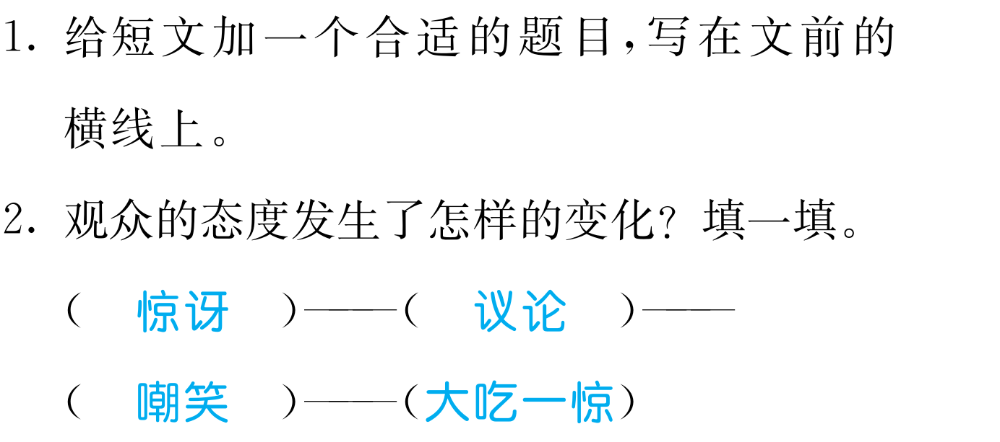 1. 给短文加一个合适的题目,写在文前的
横线上。
2. 观众的态度发生了怎样的变化? 填一填。
( 惊讶 )——( 议论 )——
( 嘲笑 )——(大吃一惊)